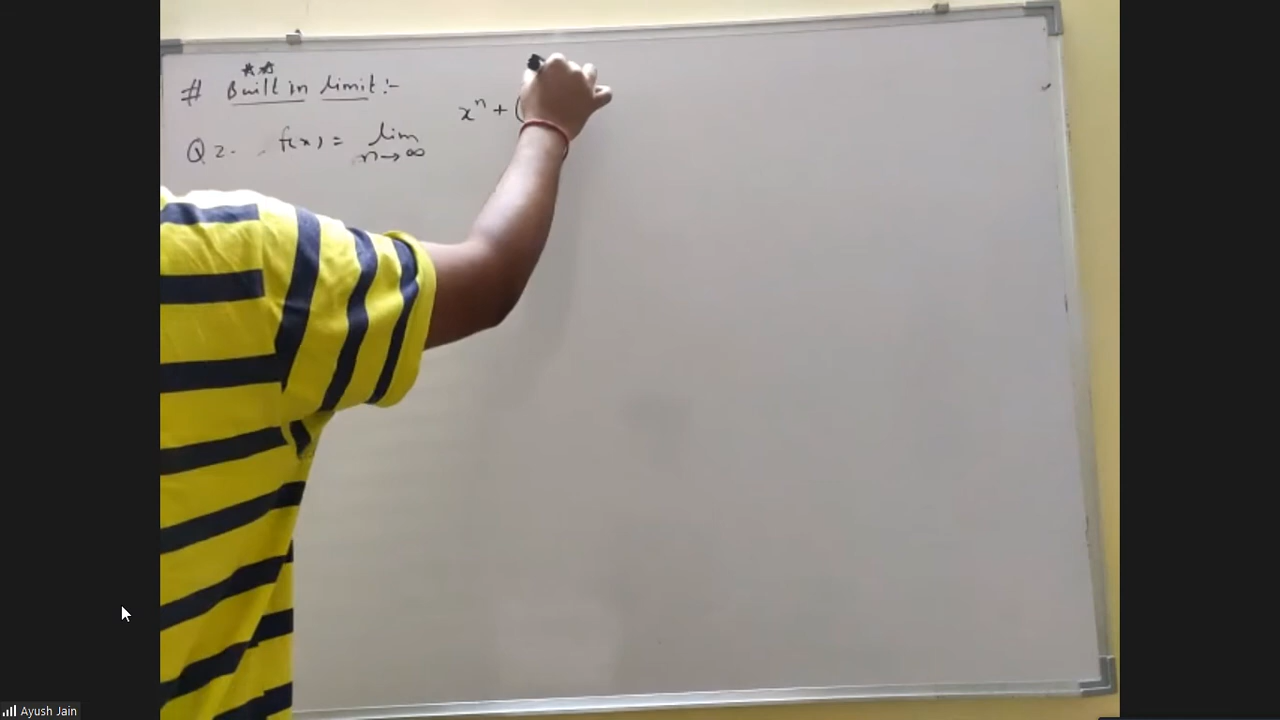 # Built in limit :-
Q 2. f(x) = lim n→∞ xⁿ + (
Ayush Jain